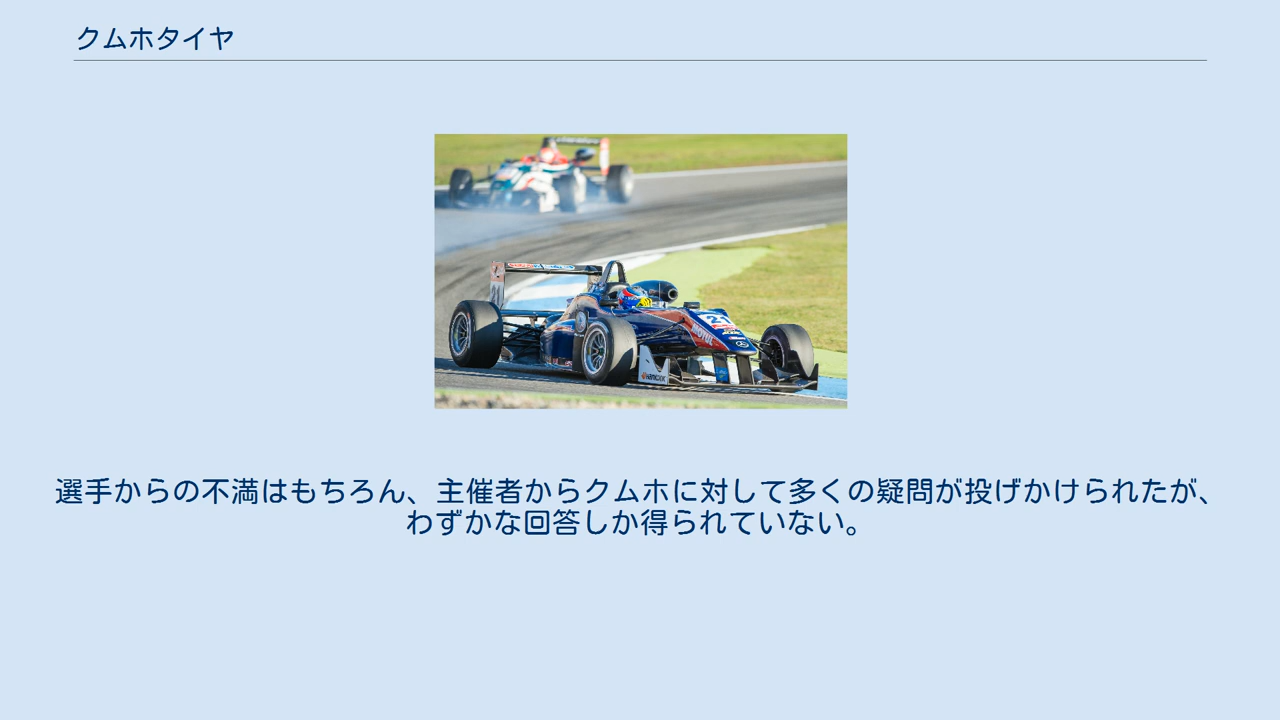 クムホタイヤ
21
HANKOOK
選手からの不満はもちろん、主催者からクムホに対して多くの疑問が投げかけられたが、
わずかな回答しか得られていない。